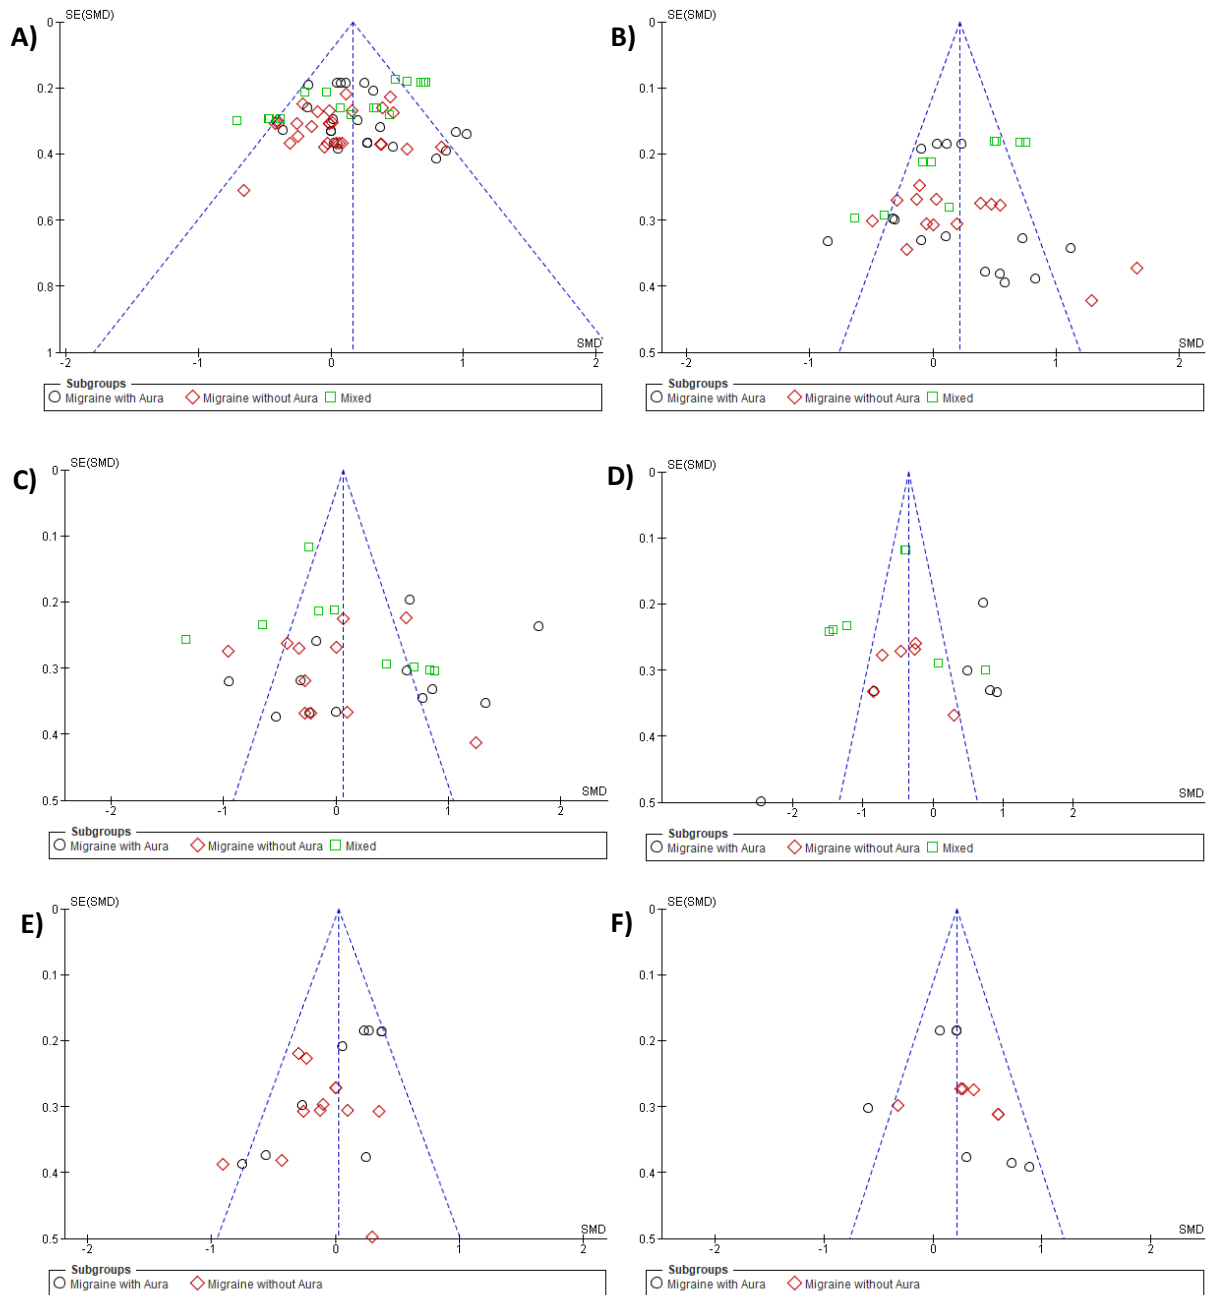 A)
SE(SMD)
0
0.2
0.4
0.6
0.8
1
-2 -1 0 1 2
SMD
Subgroups
Migraine with Aura Migraine without Aura Mixed
B)
SE(SMD)
0
0.1
0.2
0.3
0.4
0.5
-2 -1 0 1 2
SMD
Subgroups
Migraine with Aura Migraine without Aura Mixed
C)
SE(SMD)
0
0.1
0.2
0.3
0.4
0.5
-2 -1 0 1 2
SMD
Subgroups
Migraine with Aura Migraine without Aura Mixed
D)
SE(SMD)
0
0.2
0.3
0.4
0.5
-2 -1 0 1 2
SMD
Subgroups
Migraine with Aura Migraine without Aura Mixed
E)
SE(SMD)
0
0.1
0.2
0.3
0.4
0.5
-2 -1 0 1 2
SMD
Subgroups
Migraine with Aura Migraine without Aura
F)
SE(SMD)
0
0.1
0.2
0.3
0.4
0.5
-2 -1 0 1 2
SMD
Subgroups
Migraine with Aura Migraine without Aura